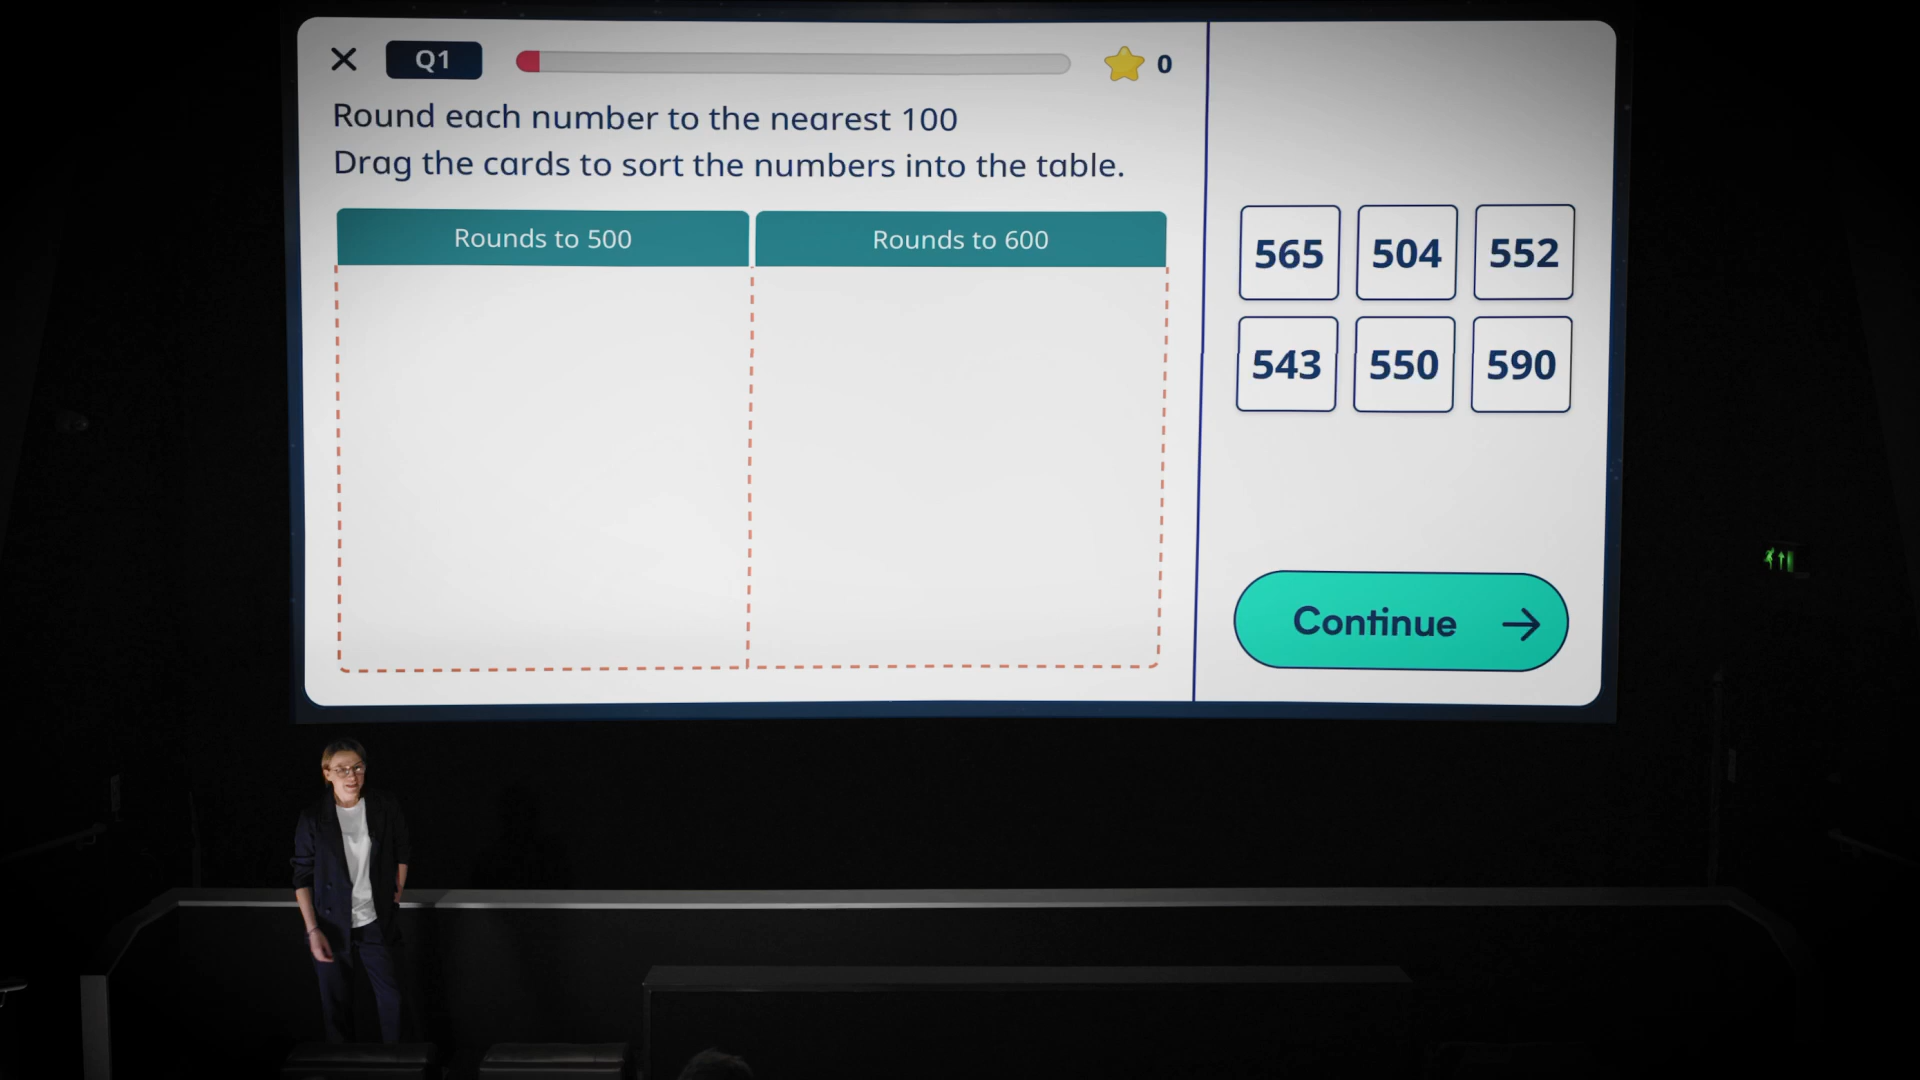 Q1
0
Round each number to the nearest 100
Drag the cards to sort the numbers into the table.
Rounds to 500
Rounds to 600
565 504 552
543 550 590
Continue